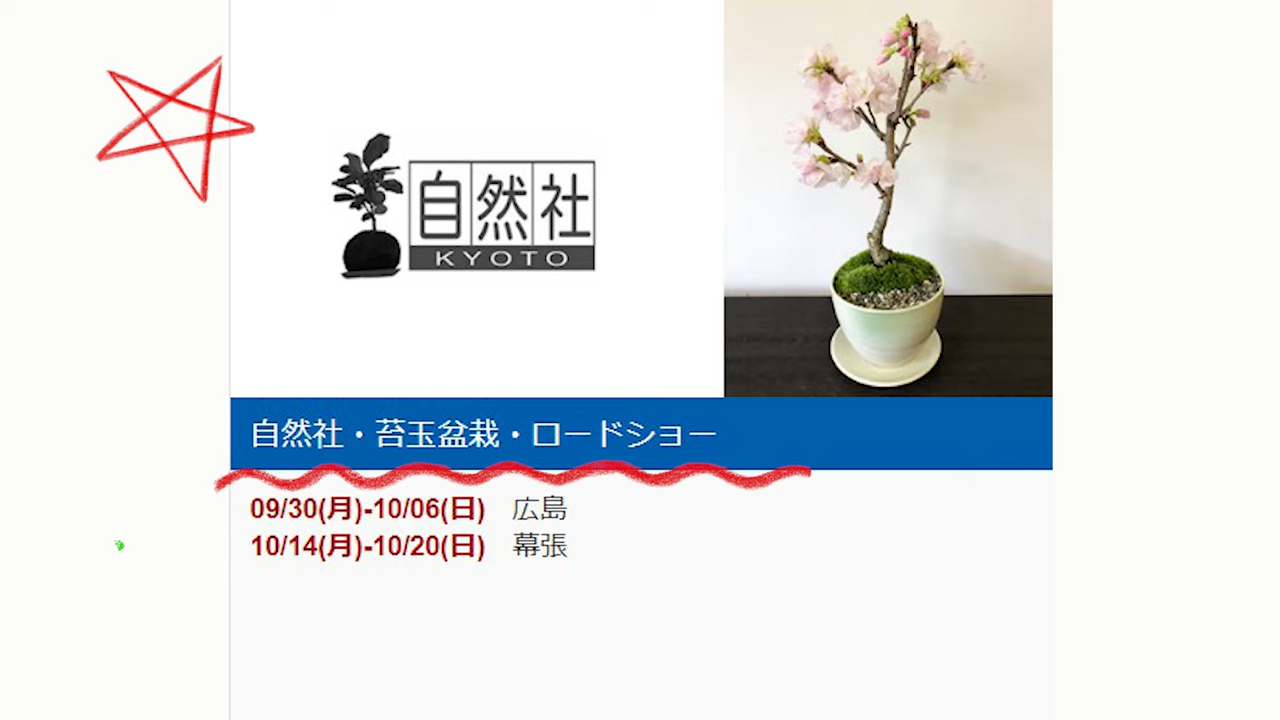 自然社
KYOTO
自然社・苔玉盆栽・ロードショー
09/30(月)-10/06(日) 広島
10/14(月)-10/20(日) 幕張